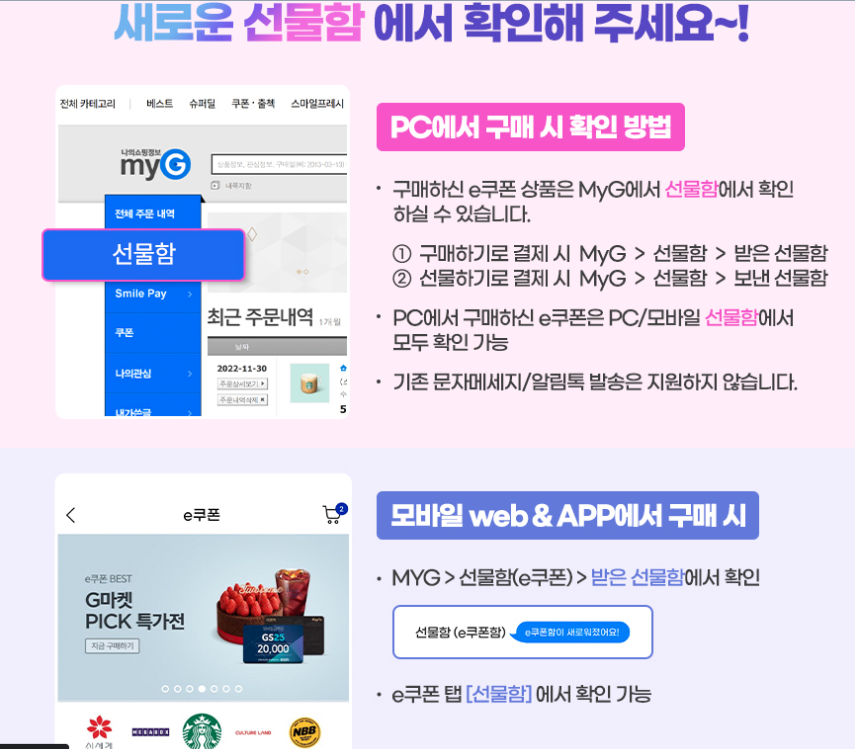 새로운 선물함 에서 확인해 주세요~!
전체 카테고리 | 베스트 슈퍼딜 쿠폰·출첵 스마일프레시
나의쇼핑정보
myG
내쪽지함
전체 주문 내역
선물함
Smile Pay
쿠폰
나의관심
내가쓴글
최근 주문내역 1개월
날짜
2022-11-30
주문상세보기
주문내역삭제
PC에서 구매 시 확인 방법
• 구매하신 e쿠폰 상품은 MyG에서 선물함에서 확인
하실 수 있습니다.
① 구매하기로 결제 시 MyG > 선물함 > 받은 선물함
② 선물하기로 결제 시 MyG > 선물함 > 보낸 선물함
• PC에서 구매하신 e쿠폰은 PC/모바일 선물함에서
모두 확인 가능
• 기존 문자메세지/알림톡 발송은 지원하지 않습니다.
e쿠폰
2
e쿠폰 BEST
G마켓
PICK 특가전
지금 구매하기
GS25
20,000
신세계
MEGABOX
CULTURE LAND
NBB
모바일 web & APP에서 구매 시
• MYG > 선물함(e쿠폰) > 받은 선물함에서 확인
선물함 (e쿠폰함) e쿠폰함이 새로워졌어요!
• e쿠폰 탭 [선물함] 에서 확인 가능